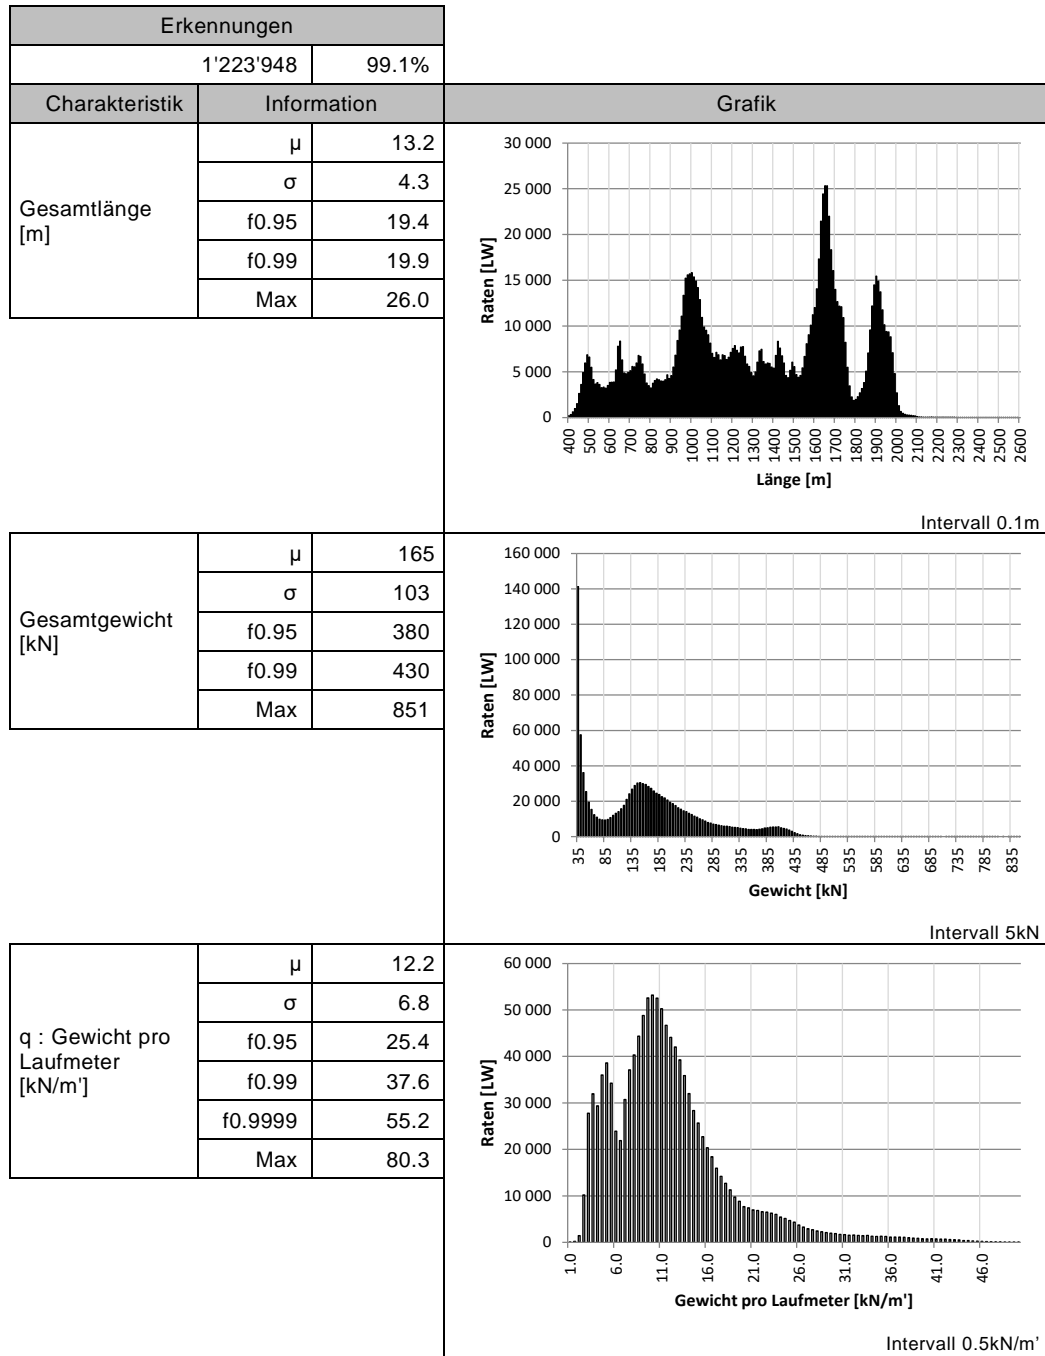 Erkennungen
1'223'948 99.1%
Charakteristik Information Grafik
Gesamtlänge
[m]
µ 13.2
σ 4.3
f0.95 19.4
f0.99 19.9
Max 26.0
Raten [LW]
30 000
25 000
20 000
15 000
10 000
5 000
0
400 500 600 700 800 900 1000 1100 1200 1300 1400 1500 1600 1700 1800 1900 2000 2100 2200 2300 2400 2500 2600
Länge [m]
Intervall 0.1m
Gesamtgewicht
[kN]
µ 165
σ 103
f0.95 380
f0.99 430
Max 851
Raten [LW]
160 000
140 000
120 000
100 000
80 000
60 000
40 000
20 000
0
35 85 135 185 235 285 335 385 435 485 535 585 635 685 735 785 835
Gewicht [kN]
Intervall 5kN
q : Gewicht pro
Laufmeter
[kN/m']
µ 12.2
σ 6.8
f0.95 25.4
f0.99 37.6
f0.9999 55.2
Max 80.3
Raten [LW]
60 000
50 000
40 000
30 000
20 000
10 000
0
1.0 6.0 11.0 16.0 21.0 26.0 31.0 36.0 41.0 46.0
Gewicht pro Laufmeter [kN/m']
Intervall 0.5kN/m’